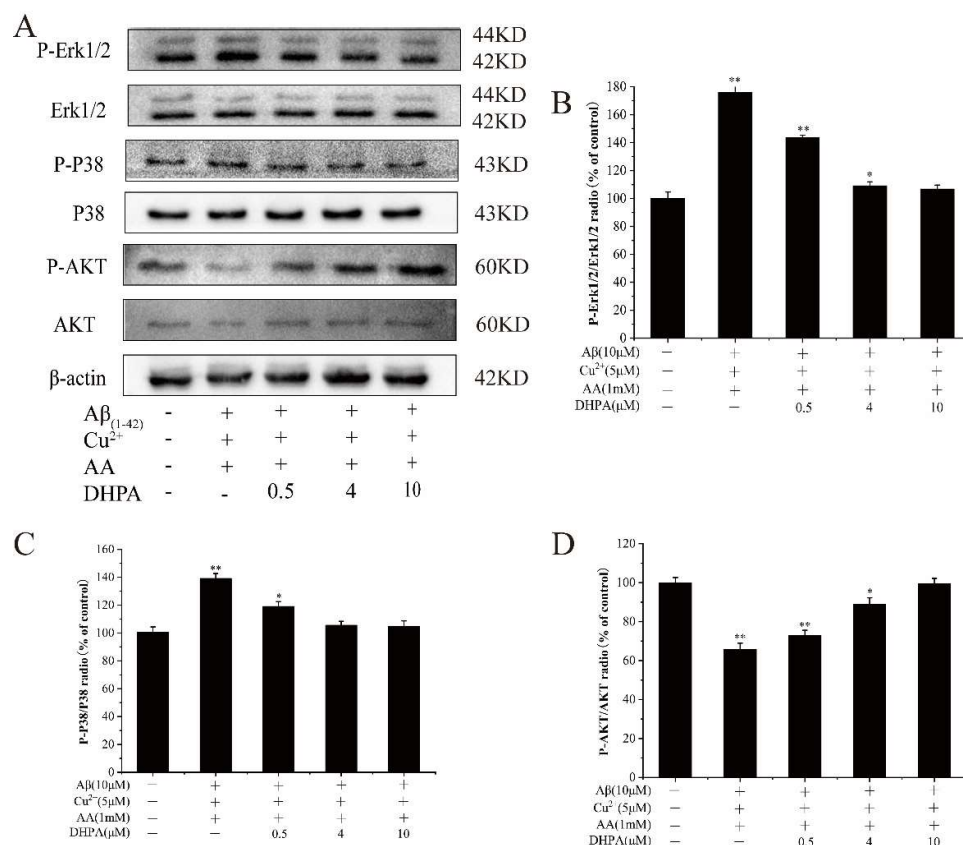 A
P-Erk1/2 44KD
42KD
Erk1/2 44KD
42KD
P-P38 43KD
P38 43KD
P-AKT 60KD
AKT 60KD
β-actin 42KD
Aβ(1-42) - + + + +
Cu²⁺ - + + + +
AA - + + + +
DHPA - - 0.5 4 10
B
P-Erk1/2/Erk1/2 radio (% of control)
180
160
140
120
100
80
60
40
20
0
** ** *
Aβ(10μM) — + + + +
Cu²⁺(5μM) — + + + +
AA(1mM) — + + + +
DHPA(μM) — — 0.5 4 10
C
P-P38/P38 radio (% of control)
160
140
120
100
80
60
40
20
0
** *
Aβ(10μM) — + + + +
Cu²⁺(5μM) — + + + +
AA(1mM) — + + + +
DHPA(μM) — — 0.5 4 10
D
P-AKT/AKT radio (% of control)
120
100
80
60
40
20
0
** ** *
Aβ(10μM) — + + + +
Cu²(5μM) — + + + +
AA(1mM) — + + + +
DHPA(μM) — — 0.5 4 10